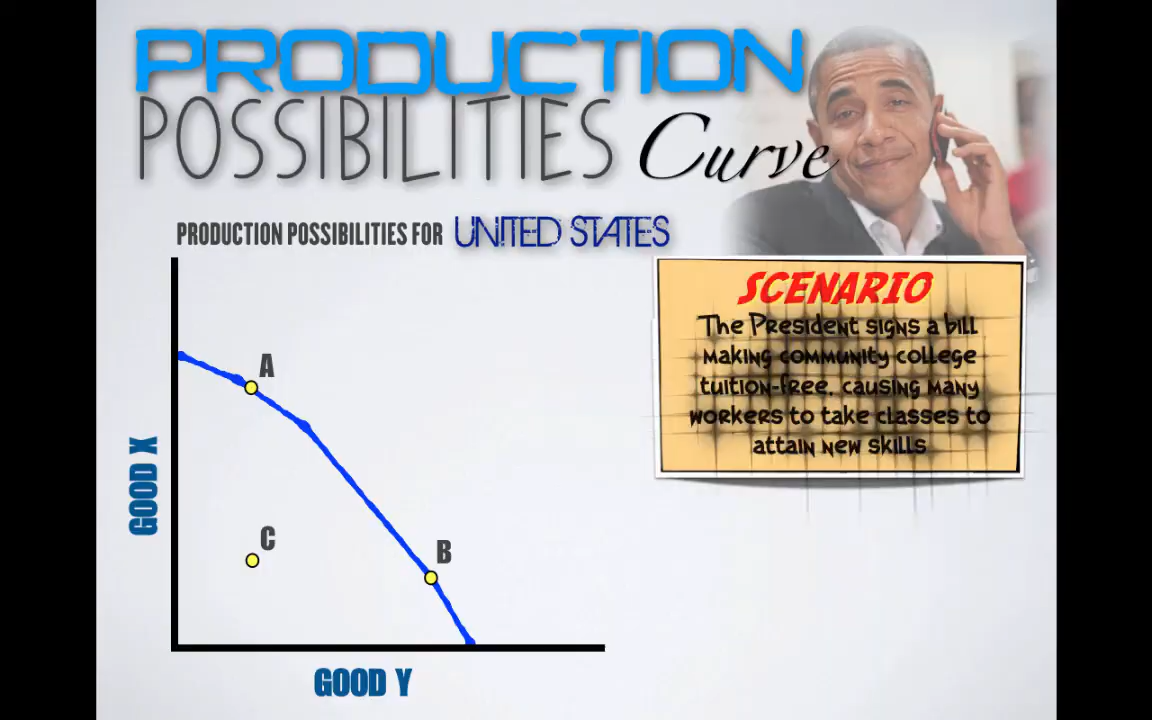 PRODUCTION
POSSIBILITIES Curve
PRODUCTION POSSIBILITIES FOR UNITED STATES
SCENARIO
The President signs a bill
making community college
tuition-free, causing many
workers to take classes to
attain new skills
A
GOOD X
C
B
GOOD Y